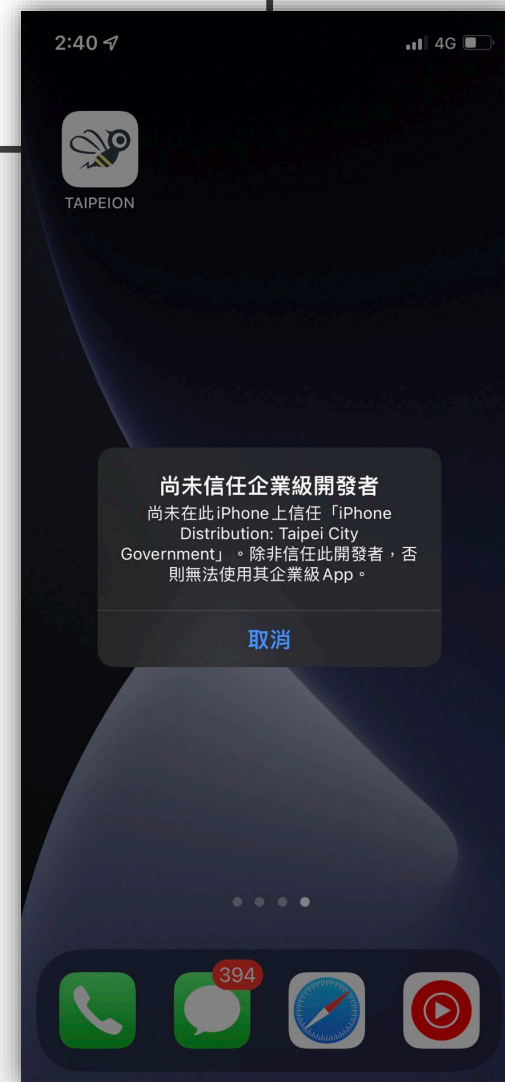 2:40
4G
TAIPEION
尚未信任企業級開發者
尚未在此iPhone上信任「iPhone
Distribution: Taipei City
Government」。除非信任此開發者，否
則無法使用其企業級App。
取消
394